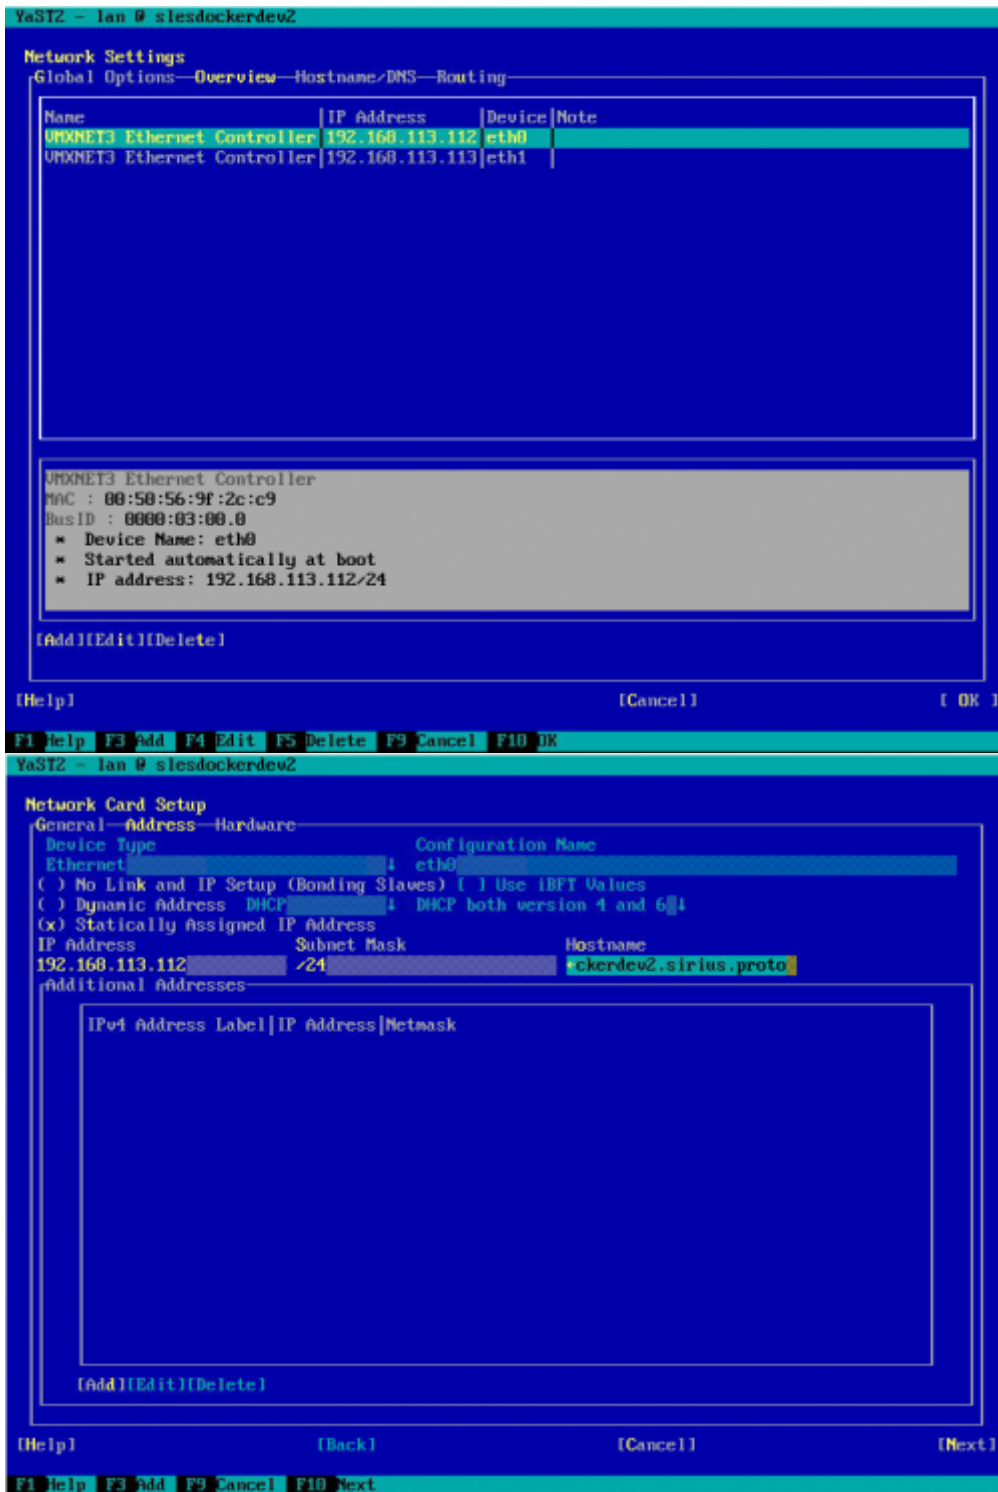 YaST2 - lan @ slesdockerdev2
Network Settings
Global Options—Overview—Hostname/DNS—Routing
Name |IP Address |Device|Note
VMXNET3 Ethernet Controller|192.168.113.112|eth0
VMXNET3 Ethernet Controller|192.168.113.113|eth1 |
VMXNET3 Ethernet Controller
MAC : 00:50:56:9f:2c:c9
BusID : 0000:03:00.0
* Device Name: eth0
* Started automatically at boot
* IP address: 192.168.113.112/24
[Add][Edit][Delete]
[Help] [Cancel] [ OK ]
F1 Help F3 Add F4 Edit F5 Delete F9 Cancel F10 OK
YaST2 - lan @ slesdockerdev2
Network Card Setup
General—Address—Hardware
Device Type Configuration Name
Ethernet↓ eth0
( ) No Link and IP Setup (Bonding Slaves) [ ] Use iBFT Values
( ) Dynamic Address DHCP↓ DHCP both version 4 and 6↓
(x) Statically Assigned IP Address
IP Address Subnet Mask Hostname
192.168.113.112 /24 ckerdev2.sirius.proto
Additional Addresses
IPv4 Address Label|IP Address|Netmask
[Add][Edit][Delete]
[Help] [Back] [Cancel] [Next]
F1 Help F3 Add F9 Cancel F10 Next